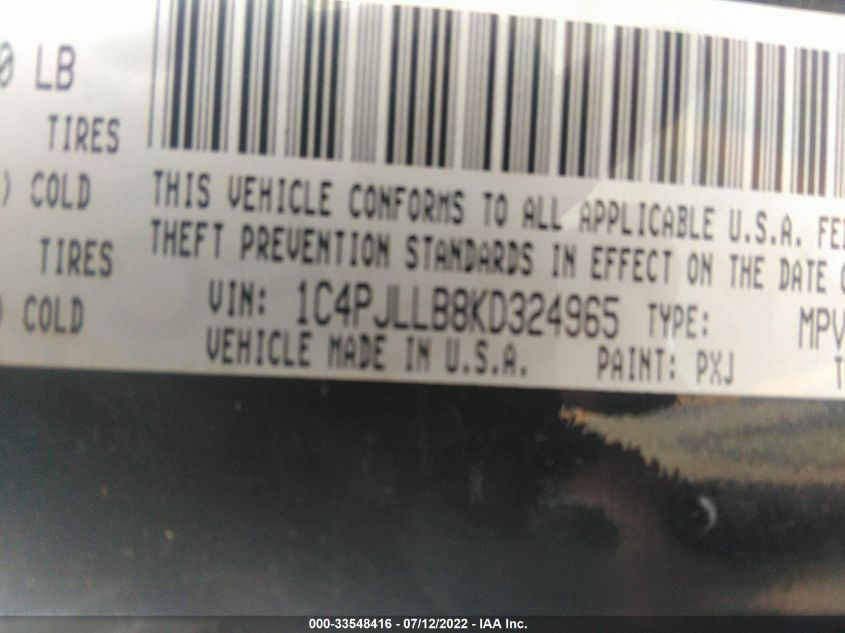 0 LB
TIRES
) COLD
TIRES
) COLD
THIS VEHICLE CONFORMS TO ALL APPLICABLE U.S.A. FE
THEFT PREVENTION STANDARDS IN EFFECT ON THE DATE
VIN: 1C4PJLLB8KD324965 TYPE: MPV
VEHICLE MADE IN U.S.A. PAINT: PXJ T
000-33548416 - 07/12/2022 - IAA Inc.